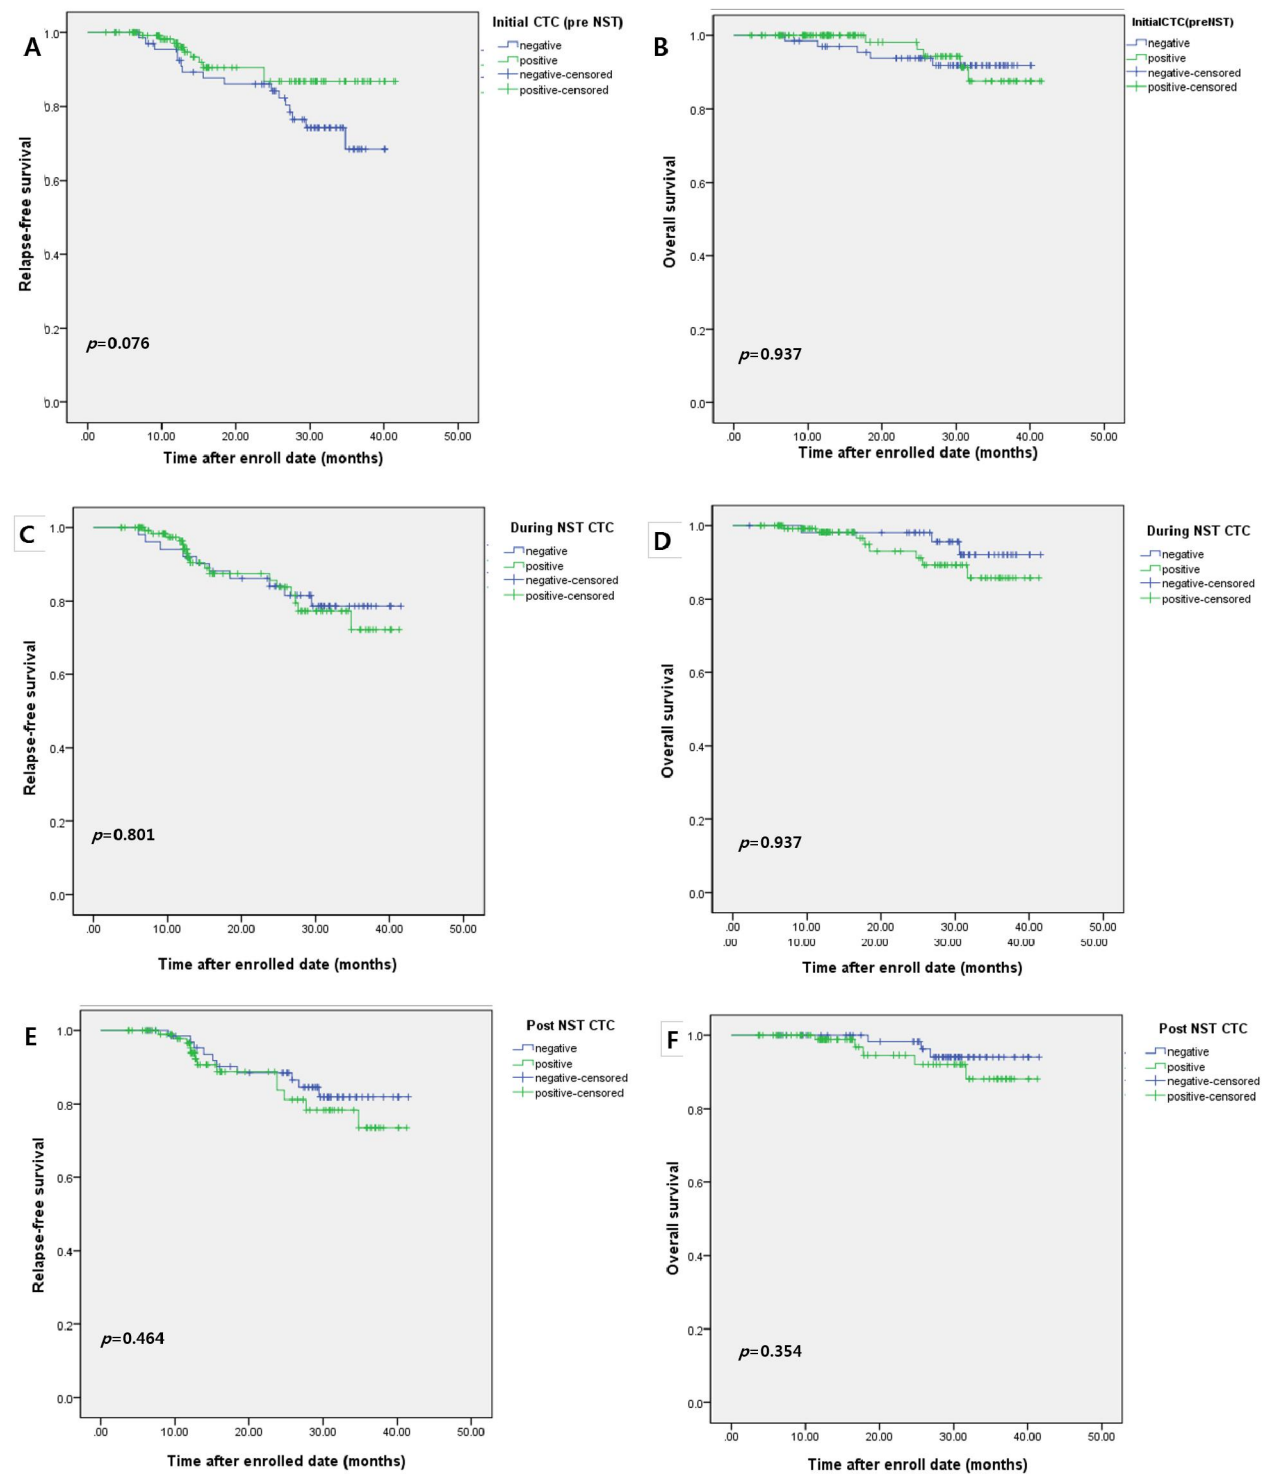 A
Initial CTC (pre NST)
negative
positive
negative-censored
positive-censored
1.0
0.8
0.6
0.4
0.2
0.0
Relapse-free survival
p=0.076
.00 10.00 20.00 30.00 40.00 50.00
Time after enroll date (months)
B
InitialCTC(preNST)
negative
positive
negative-censored
positive-censored
1.0
0.8
0.6
0.4
0.2
0.0
Overall survival
p=0.937
.00 10.00 20.00 30.00 40.00 50.00
Time after enrolled date (months)
C
During NST CTC
negative
positive
negative-censored
positive-censored
1.0
0.8
0.6
0.4
0.2
0.0
Relapse-free survival
p=0.801
.00 10.00 20.00 30.00 40.00 50.00
Time after enrolled date (months)
D
During NST CTC
negative
positive
negative-censored
positive-censored
1.0
0.8
0.6
0.4
0.2
0.0
Overall survival
p=0.937
.00 10.00 20.00 30.00 40.00 50.00
.00 10.00 20.00 30.00 40.00 50.00
Time after enroll date (months)
E
Post NST CTC
negative
positive
negative-censored
positive-censored
1.0
0.8
0.6
0.4
0.2
0.0
Relapse-free survival
p=0.464
.00 10.00 20.00 30.00 40.00 50.00
Time after enrolled date (months)
F
Post NST CTC
negative
positive
negative-censored
positive-censored
1.0
0.8
0.6
0.4
0.2
0.0
Overall survival
p=0.354
.00 10.00 20.00 30.00 40.00 50.00
Time after enrolled date (months)